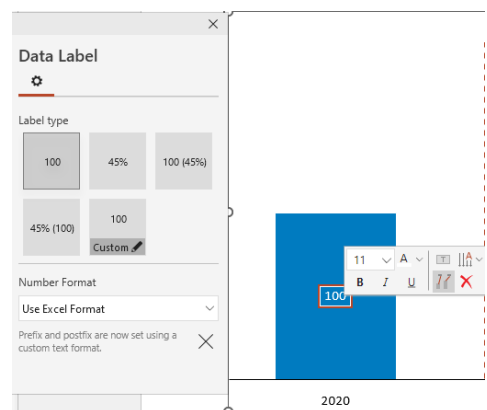 Data Label
Label type
100
45%
100 (45%)
45% (100)
100
Custom
Number Format
Use Excel Format
Prefix and postfix are now set using a
custom text format.
11
A
A
B
I
U
100
2020